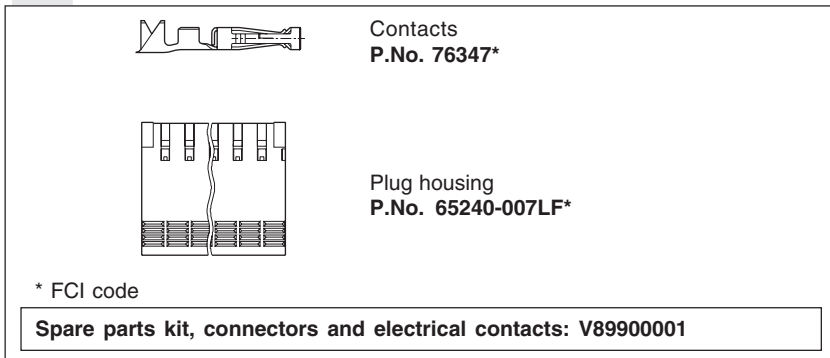 Contacts
P.No. 76347*
Plug housing
P.No. 65240-007LF*
* FCI code
Spare parts kit, connectors and electrical contacts: V89900001